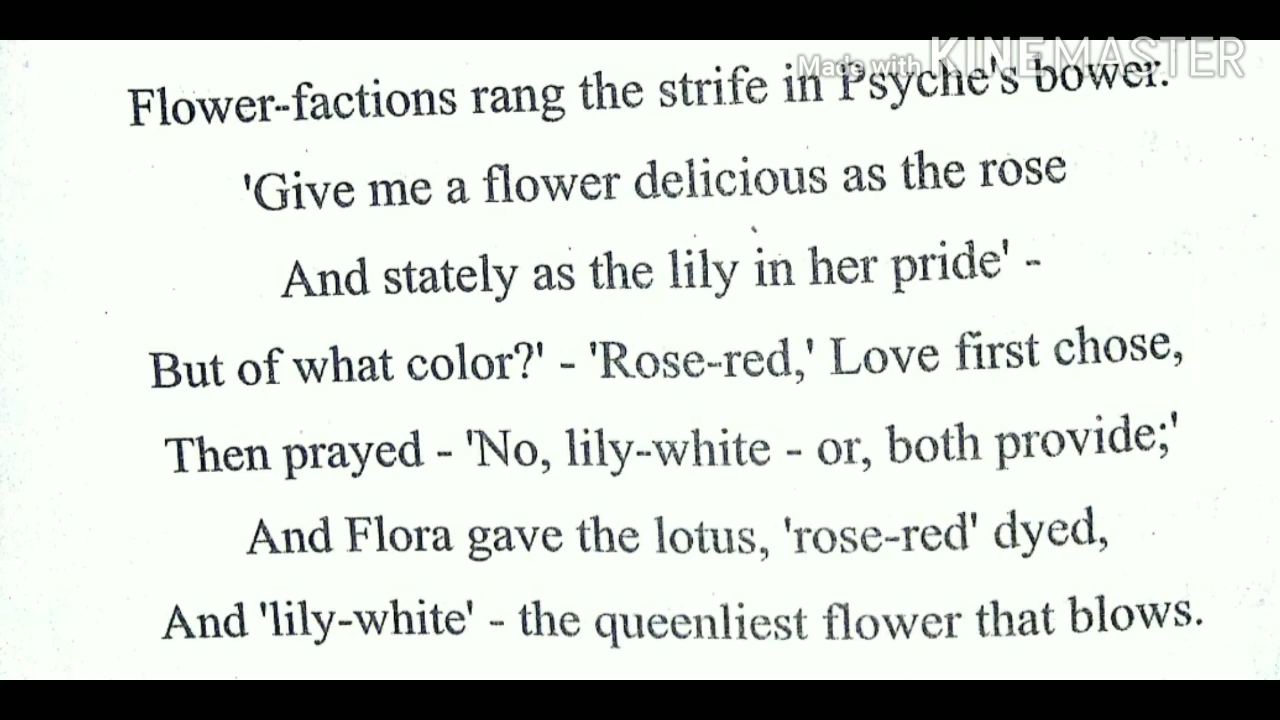 Made with KINEMASTER
Flower-factions rang the strife in Psyche's bower.
'Give me a flower delicious as the rose
And stately as the lily in her pride' -
But of what color?' - 'Rose-red,' Love first chose,
Then prayed - 'No, lily-white - or, both provide;'
And Flora gave the lotus, 'rose-red' dyed,
And 'lily-white' - the queenliest flower that blows.